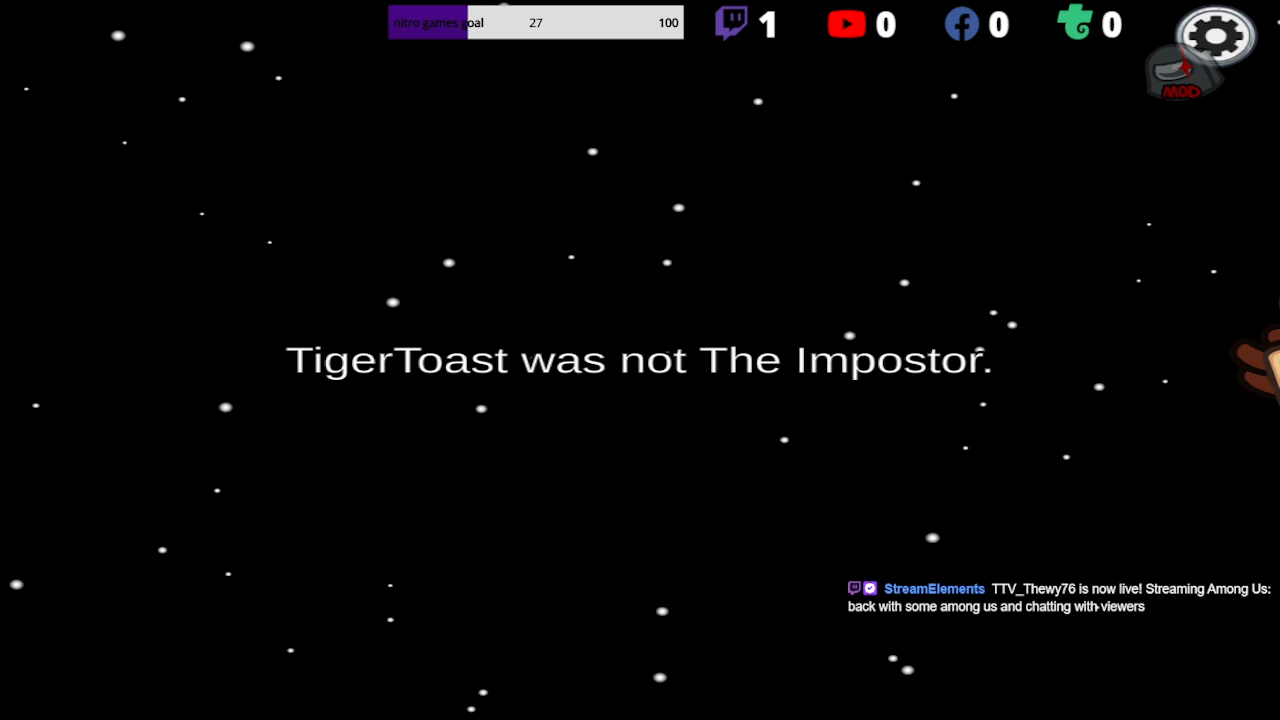 nitro games goal 27 100 1 0 0 0
MOD
TigerToast was not The Impostor.
StreamElements TTV_Thewy76 is now live! Streaming Among Us:
back with some among us and chatting with viewers